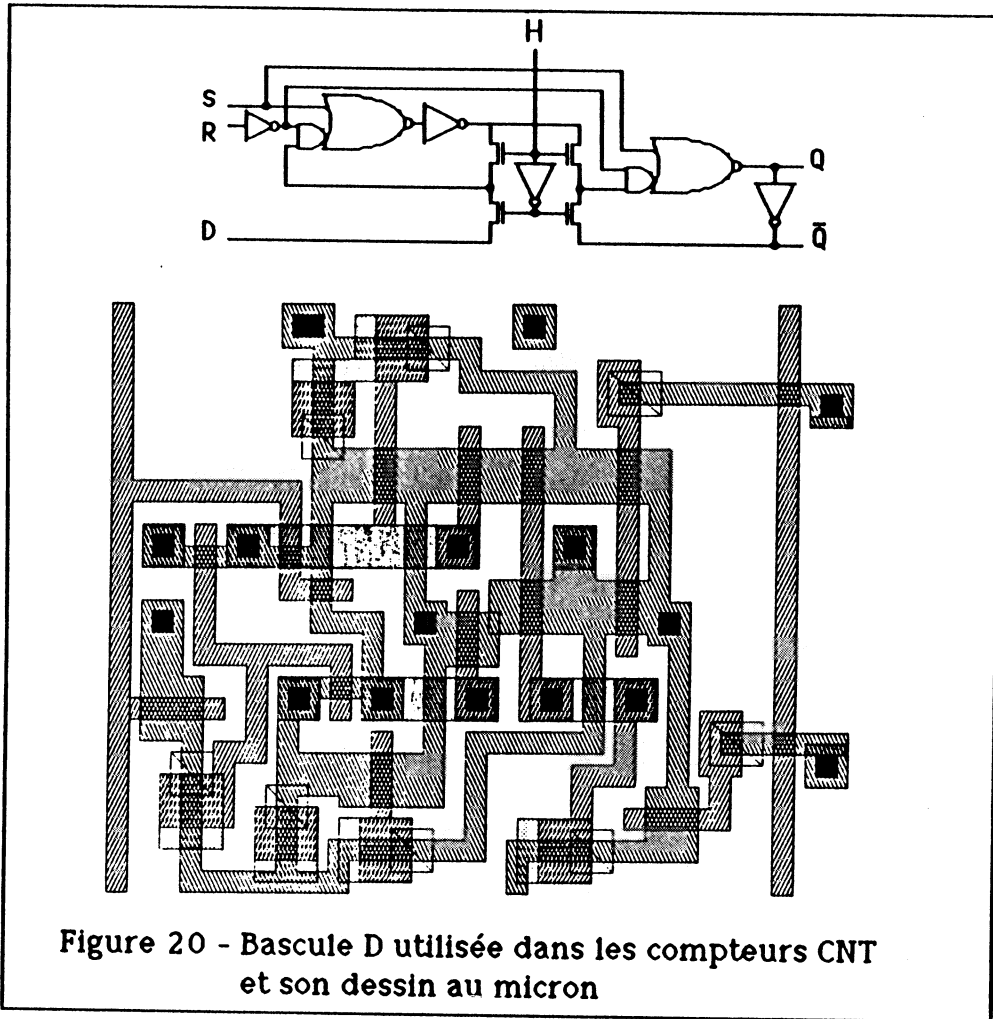 H
S
R
Q
D
Q̄
Figure 20 - Bascule D utilisée dans les compteurs CNT
et son dessin au micron